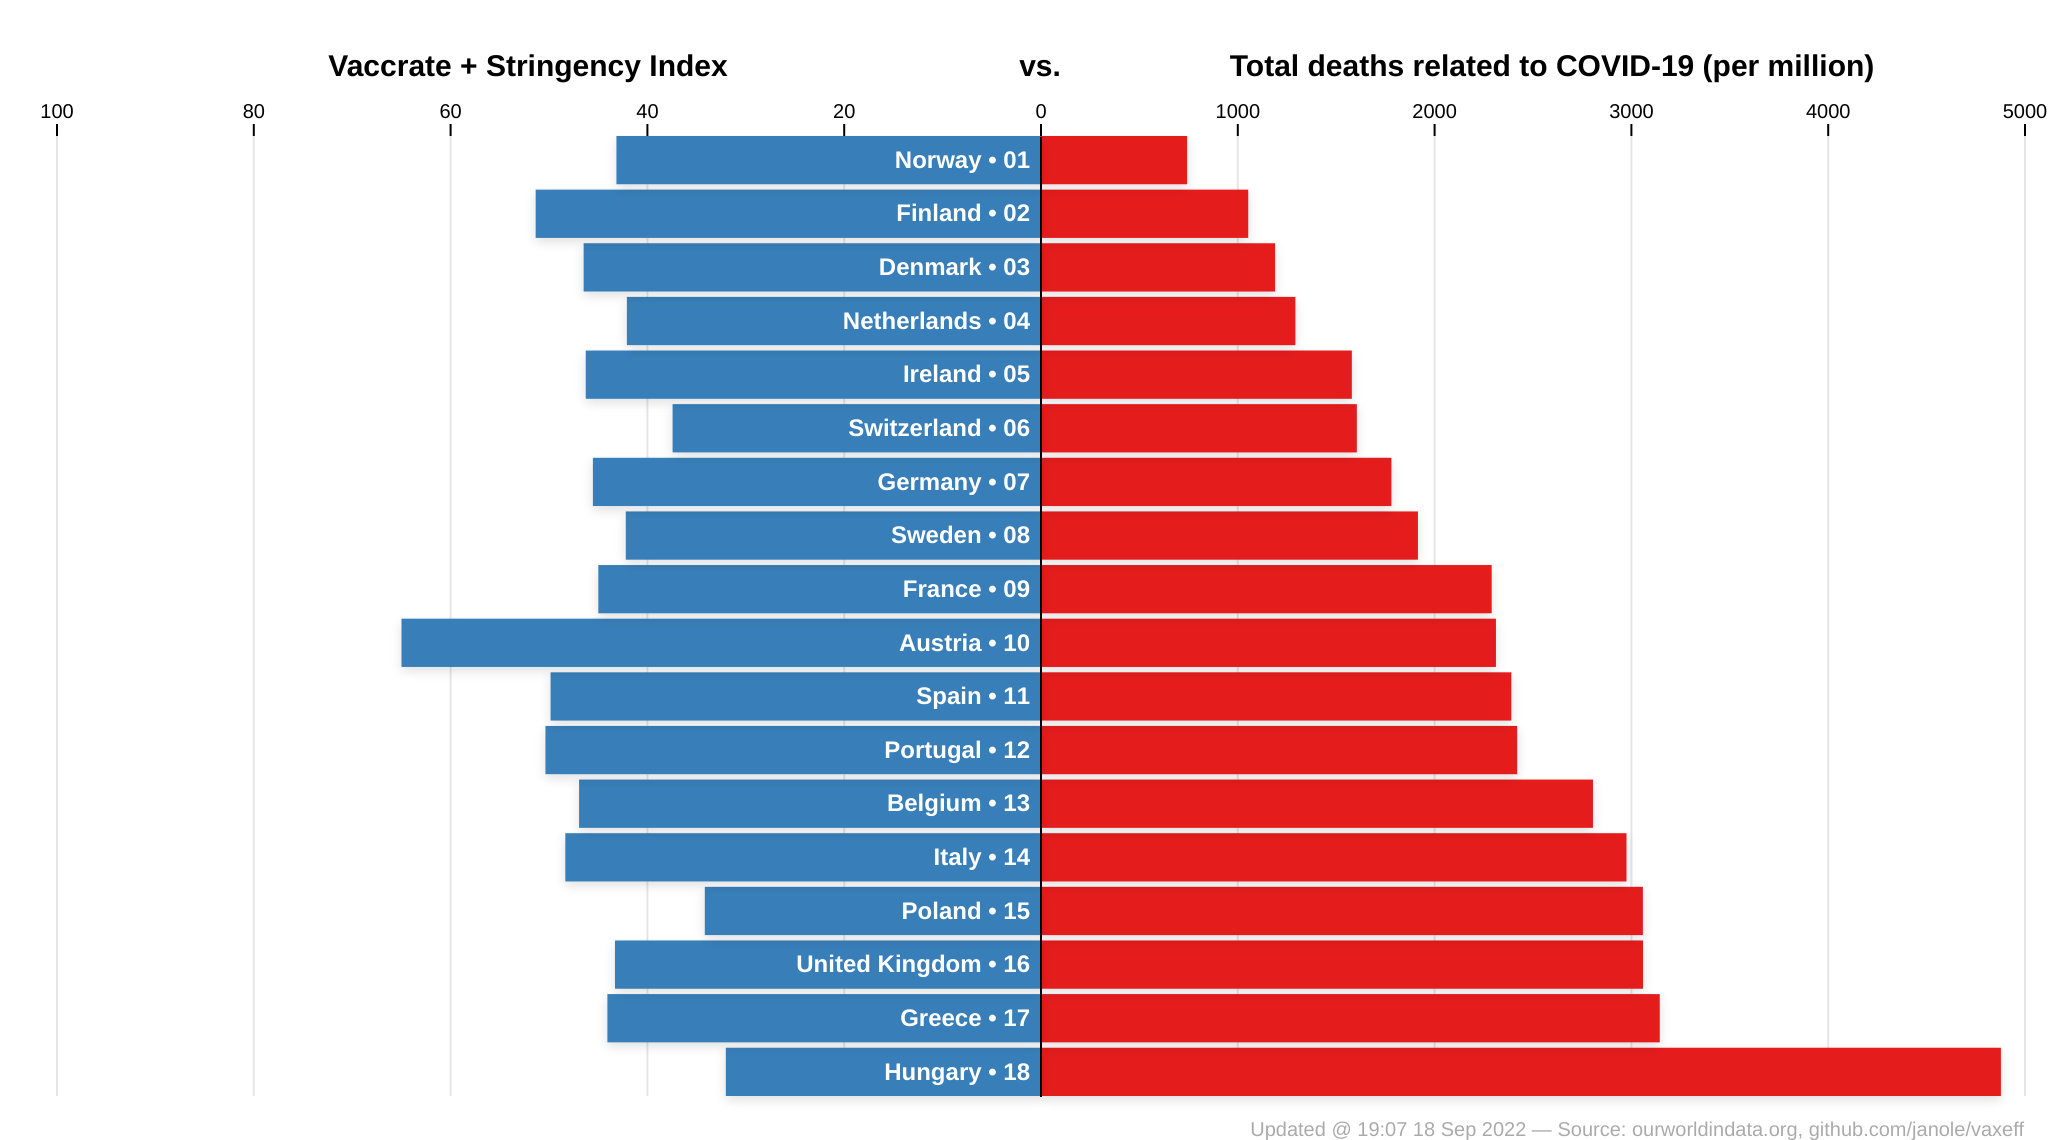 Vaccrate + Stringency Index vs. Total deaths related to COVID-19 (per million)
100 80 60 40 20 0 1000 2000 3000 4000 5000
Norway • 01
Finland • 02
Denmark • 03
Netherlands • 04
Ireland • 05
Switzerland • 06
Germany • 07
Sweden • 08
France • 09
Austria • 10
Spain • 11
Portugal • 12
Belgium • 13
Italy • 14
Poland • 15
United Kingdom • 16
Greece • 17
Hungary • 18
Updated @ 19:07 18 Sep 2022 — Source: ourworldindata.org, github.com/janole/vaxeff